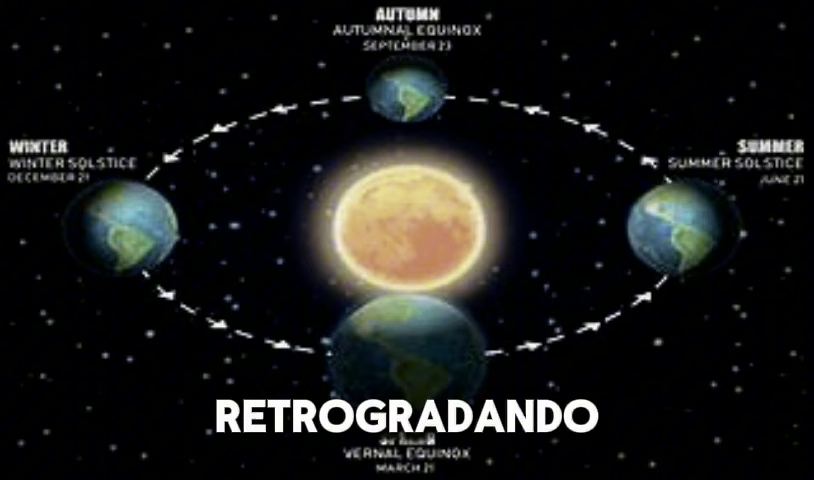 AUTUMN
AUTUMNAL EQUINOX
SEPTEMBER 23
WINTER
WINTER SOLSTICE
DECEMBER 21
SUMMER
SUMMER SOLSTICE
JUNE 21
RETROGRADANDO
VERNAL EQUINOX
MARCH 21